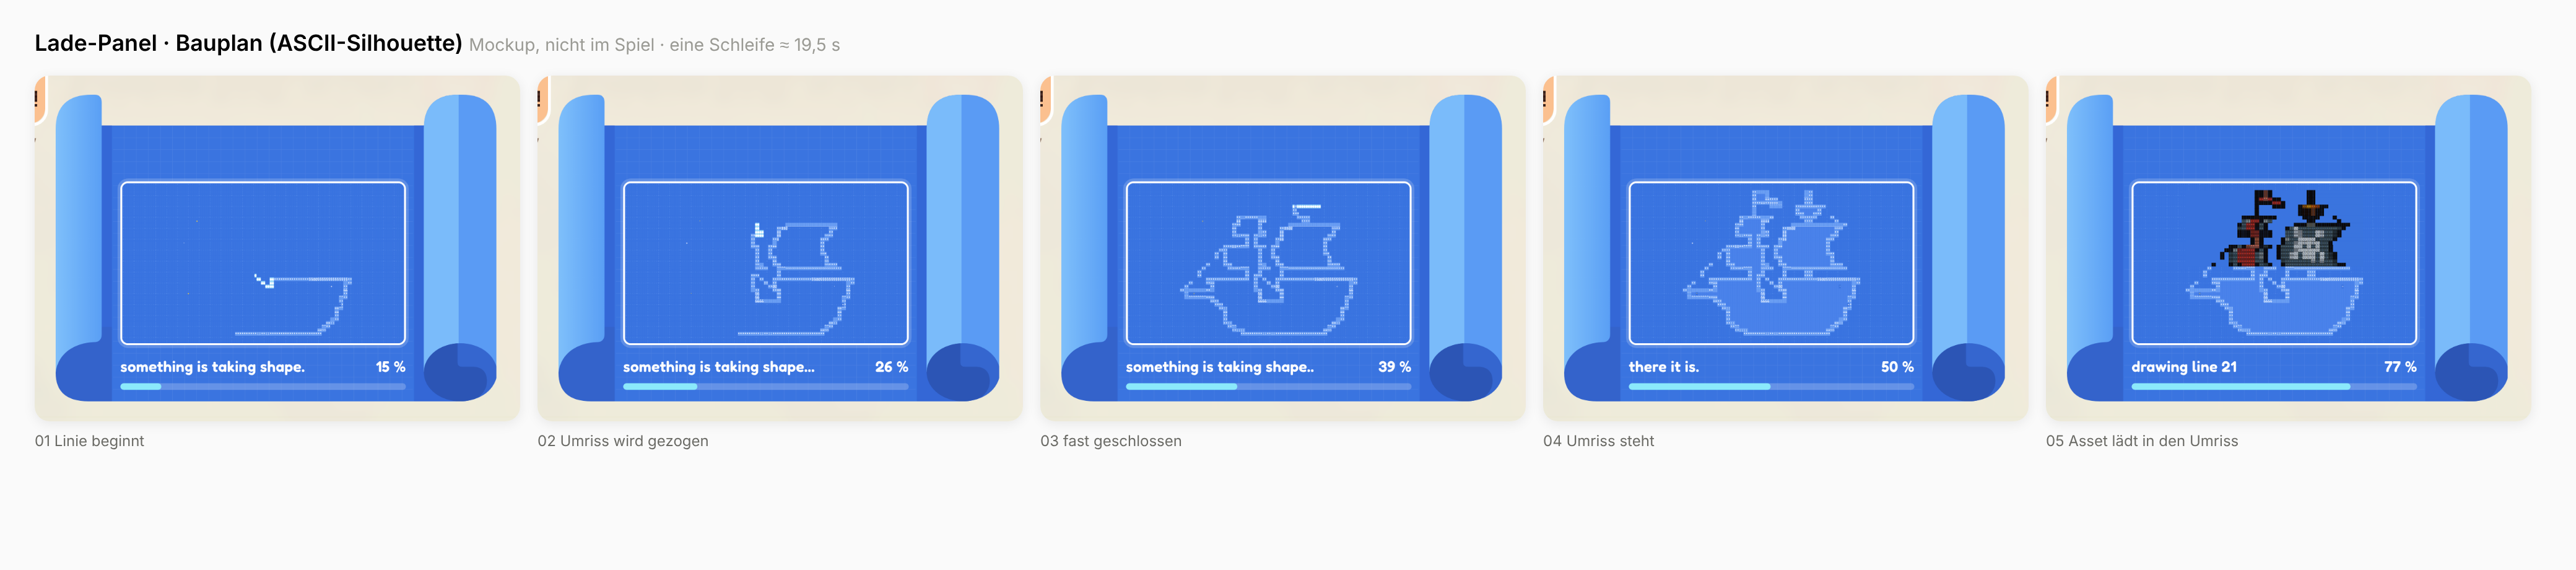 Lade-Panel · Bauplan (ASCII-Silhouette) Mockup, nicht im Spiel · eine Schleife ≈ 19,5 s
!
!
!
!
!
something is taking shape. 15 %
something is taking shape... 26 %
something is taking shape.. 39 %
there it is. 50 %
drawing line 21 77 %
01 Linie beginnt
02 Umriss wird gezogen
03 fast geschlossen
04 Umriss steht
05 Asset lädt in den Umriss